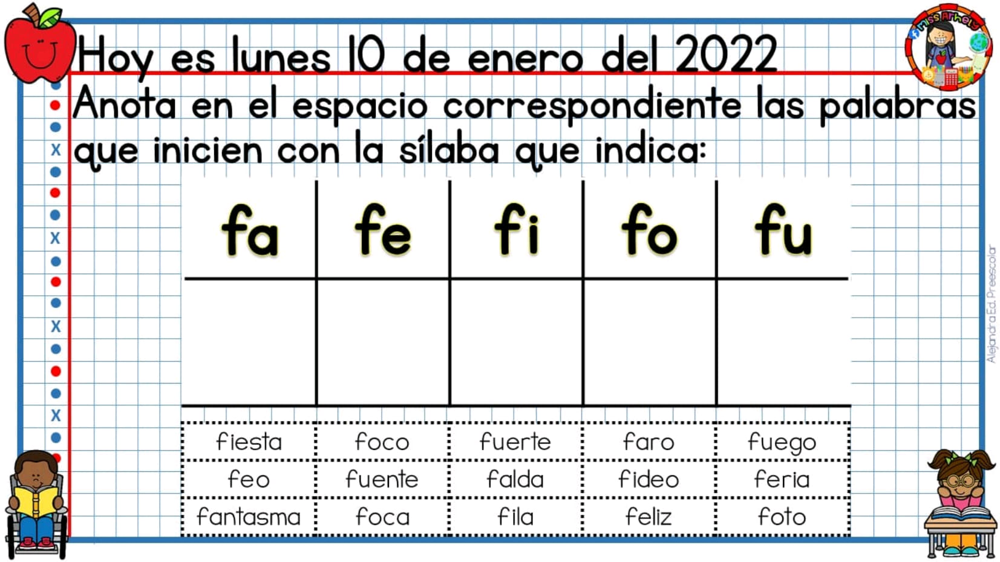 Hoy es lunes 10 de enero del 2022
Anota en el espacio correspondiente las palabras
que inicien con la sílaba que indica:
fa fe fi fo fu
fiesta foco fuerte faro fuego
feo fuente falda fideo feria
fantasma foca fila feliz foto
Miss Arhely
Alejandra Ed. Preescolar
x
x
x
x